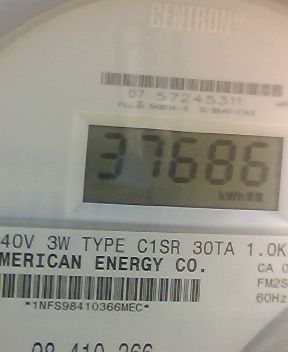 CENTRON®
07 57245311
37686
kWh
40V 3W TYPE C1SR 30TA 1.0K
MERICAN ENERGY CO.
CA 0
FM2S
60Hz
*1NFS98410366MEC*